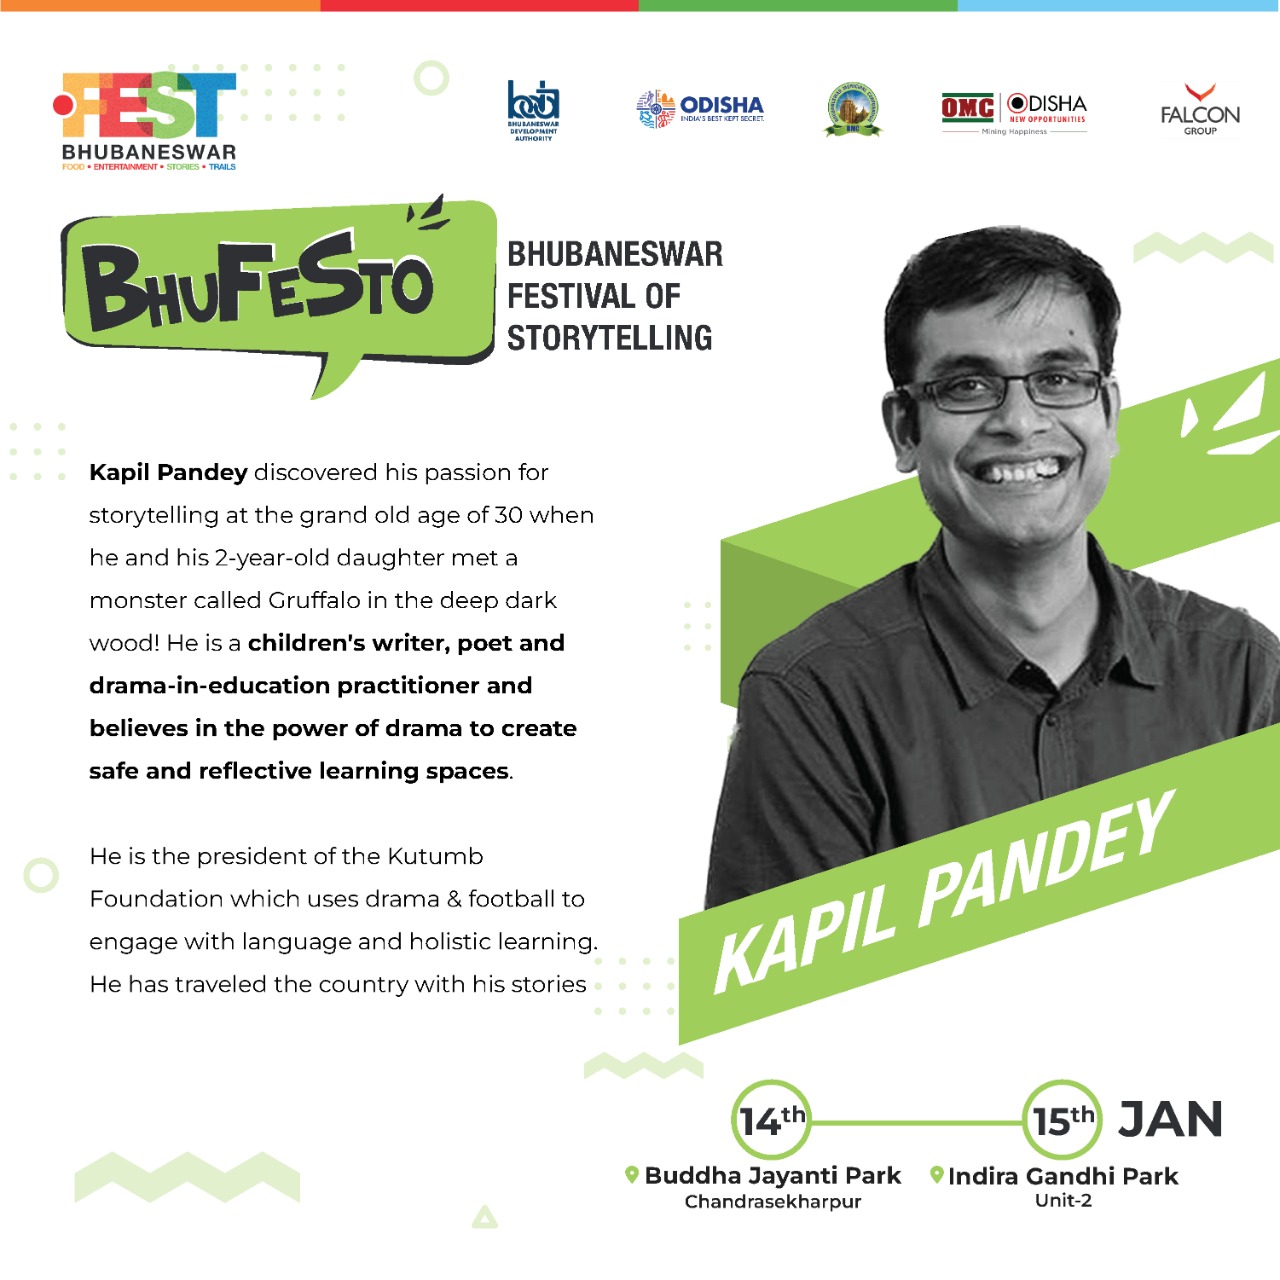 FEST
BHUBANESWAR
FOOD • ENTERTAINMENT • STORIES • TRAILS
bda
BHUBANESWAR
DEVELOPMENT
AUTHORITY
ODISHA
INDIA'S BEST KEPT SECRET
BMC
OMC
ODISHA
NEW OPPORTUNITIES
Mining Happiness
FALCON
GROUP
BHUFESTO
BHUBANESWAR
FESTIVAL OF
STORYTELLING
Kapil Pandey discovered his passion for
storytelling at the grand old age of 30 when
he and his 2-year-old daughter met a
monster called Gruffalo in the deep dark
wood! He is a children's writer, poet and
drama-in-education practitioner and
believes in the power of drama to create
safe and reflective learning spaces.
He is the president of the Kutumb
Foundation which uses drama & football to
engage with language and holistic learning.
He has traveled the country with his stories
KAPIL PANDEY
14th 15th JAN
Buddha Jayanti Park
Chandrasekharpur
Indira Gandhi Park
Unit-2